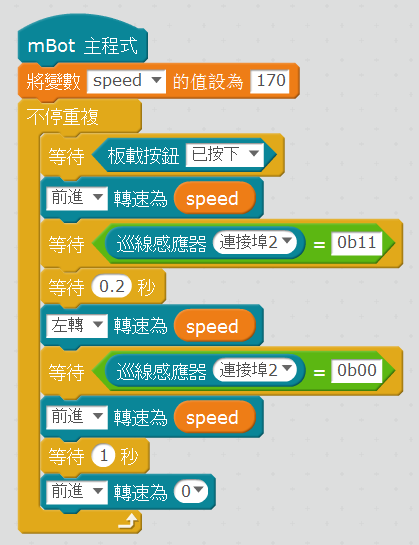 mBot 主程式
將變數 speed 的值設為 170
不停重複
等待 板載按鈕 已按下
前進 轉速為 speed
等待 巡線感應器 連接埠2 = 0b11
等待 0.2 秒
左轉 轉速為 speed
等待 巡線感應器 連接埠2 = 0b00
前進 轉速為 speed
等待 1 秒
前進 轉速為 0